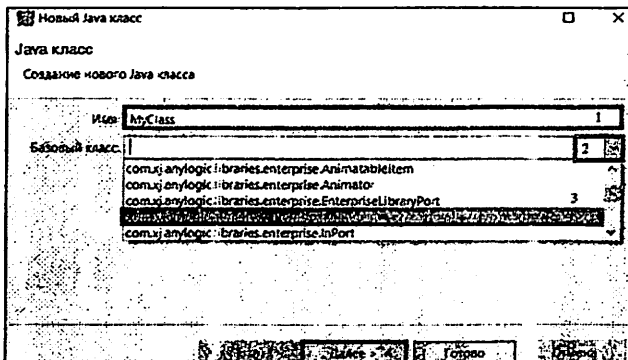 Новый Java класс
Java класс
Создание нового Java класса
Имя: MyClass 1
Базовый класс: 2
com.xj.anylogic.libraries.enterprise.AnimatableItem
com.xj.anylogic.libraries.enterprise.Animator
com.xj.anylogic.libraries.enterprise.EnterpriseLibraryPort 3
com.xj.anylogic.libraries.enterprise.InPort
Далее > 4 Готово Отмена